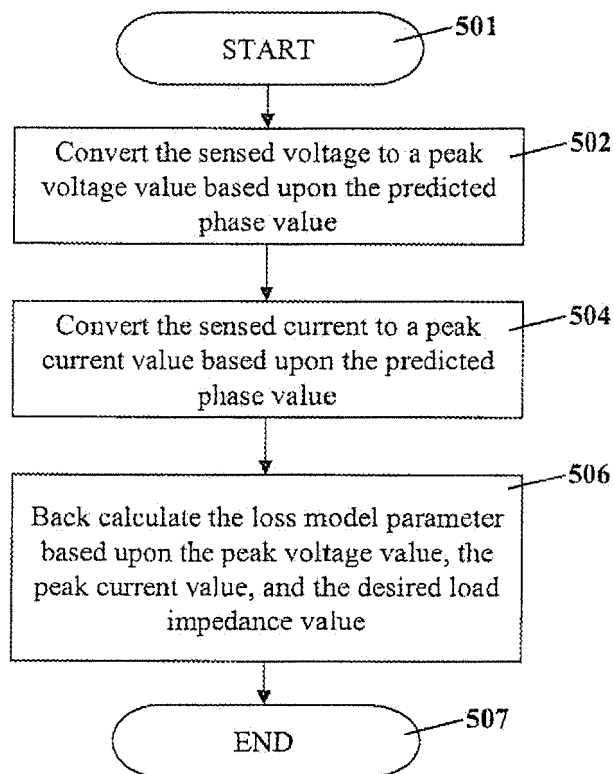 501
START
502
Convert the sensed voltage to a peak
voltage value based upon the predicted
phase value
504
Convert the sensed current to a peak
current value based upon the predicted
phase value
506
Back calculate the loss model parameter
based upon the peak voltage value, the
peak current value, and the desired load
impedance value
507
END